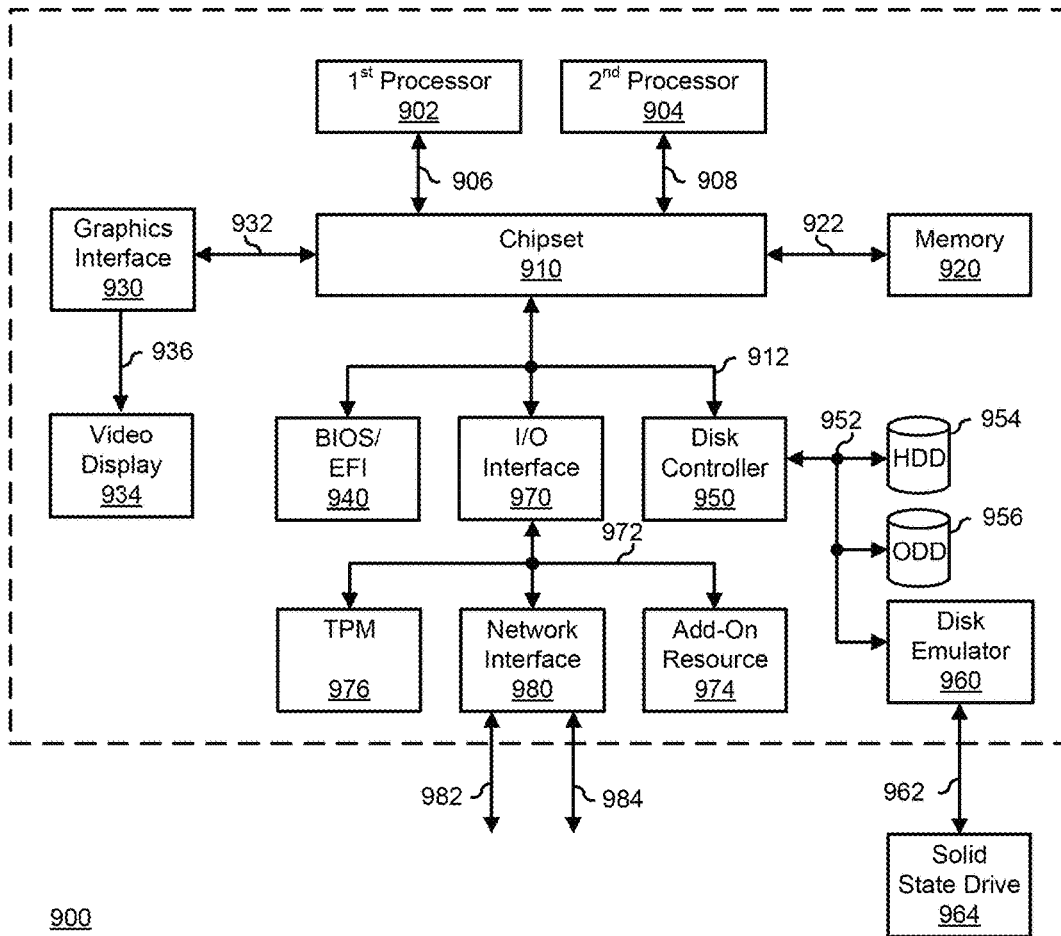 1st Processor
902
2nd Processor
904
906
908
Graphics
Interface
930
932
Chipset
910
922
Memory
920
936
912
Video
Display
934
BIOS/
EFI
940
I/O
Interface
970
Disk
Controller
950
952
HDD
954
ODD
956
972
TPM
976
Network
Interface
980
Add-On
Resource
974
Disk
Emulator
960
982
984
962
Solid
State Drive
964
900